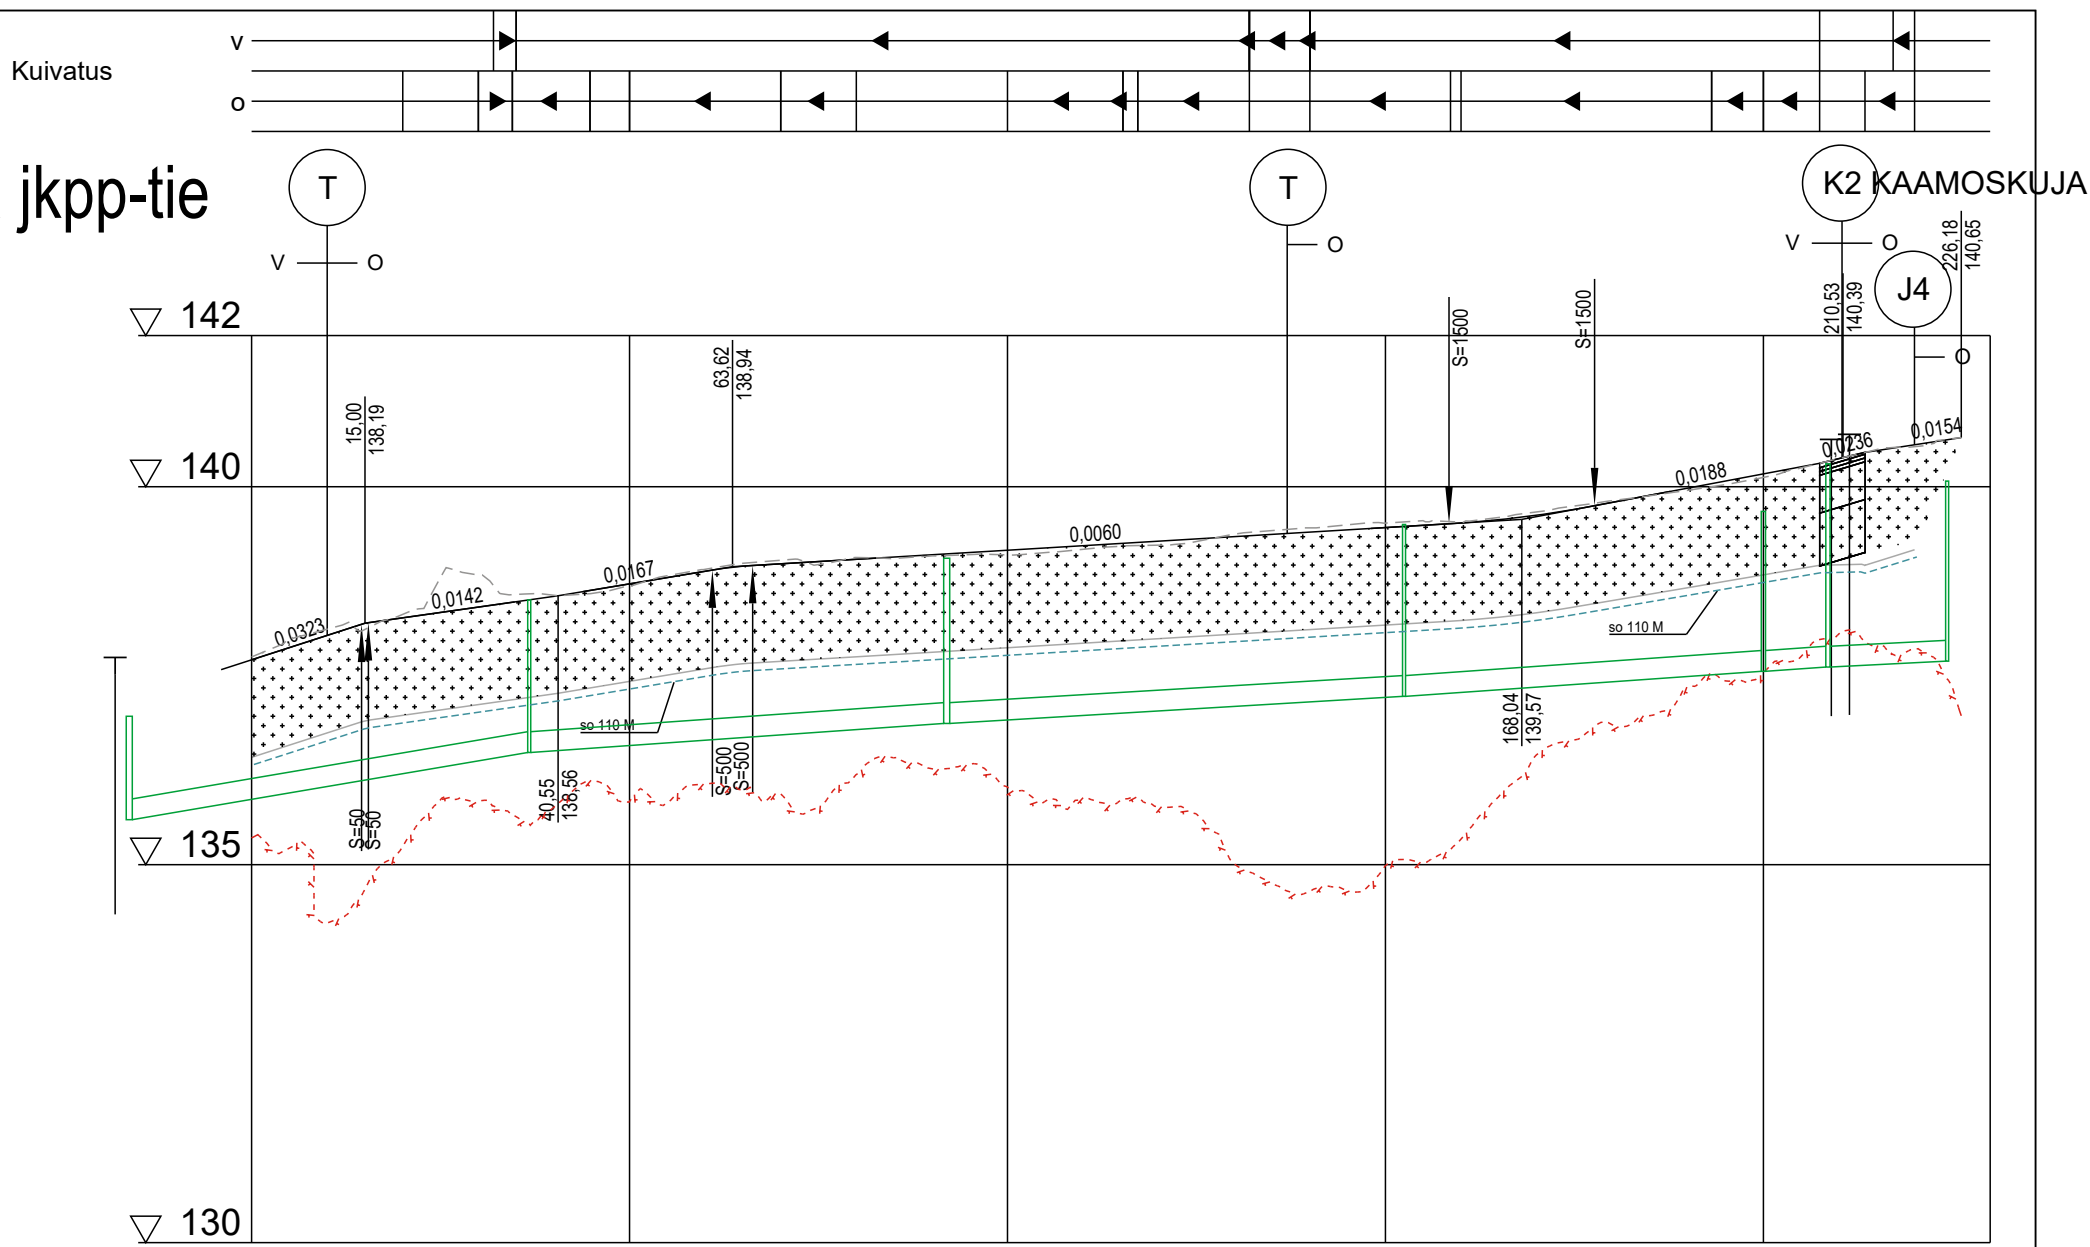 V
Kuivatus
O
jkpp-tie
T
T
K2 KAAMOSKUJA
V O
O
V O
226,18
140,65
J4
O
142
S=1500
S=1500
210,53
140,39
63,62
138,94
15,00
138,19
140
0,0323
0,0142
0,0167
0,0060
0,0188
0,0236
0,0154
so 110 M
so 110 M
S=50
S=50
40,55
138,56
S=500
S=500
168,04
139,57
135
130